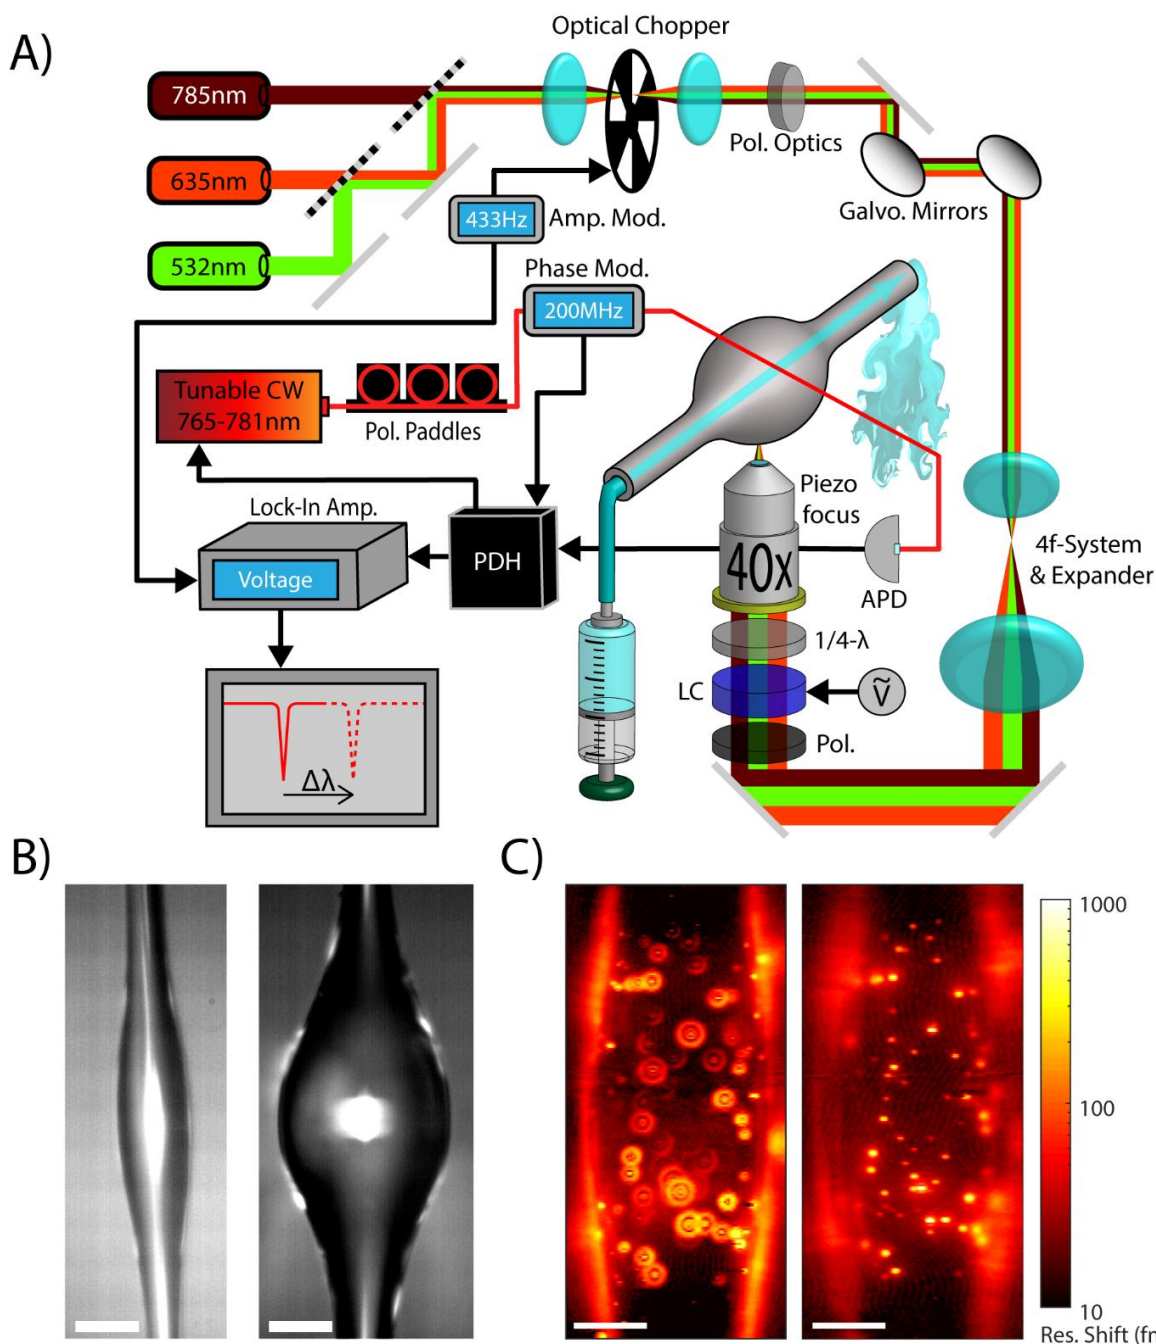 A)
Optical Chopper
785nm
635nm
532nm
Pol. Optics
Galvo. Mirrors
433Hz
Amp. Mod.
Phase Mod.
200MHz
Tunable CW
765-781nm
Pol. Paddles
Lock-In Amp.
Voltage
PDH
Piezo
focus
40x
APD
4f-System
& Expander
1/4-λ
LC
Ṽ
Pol.
Δλ
B)
C)
1000
100
10
Res. Shift (fm